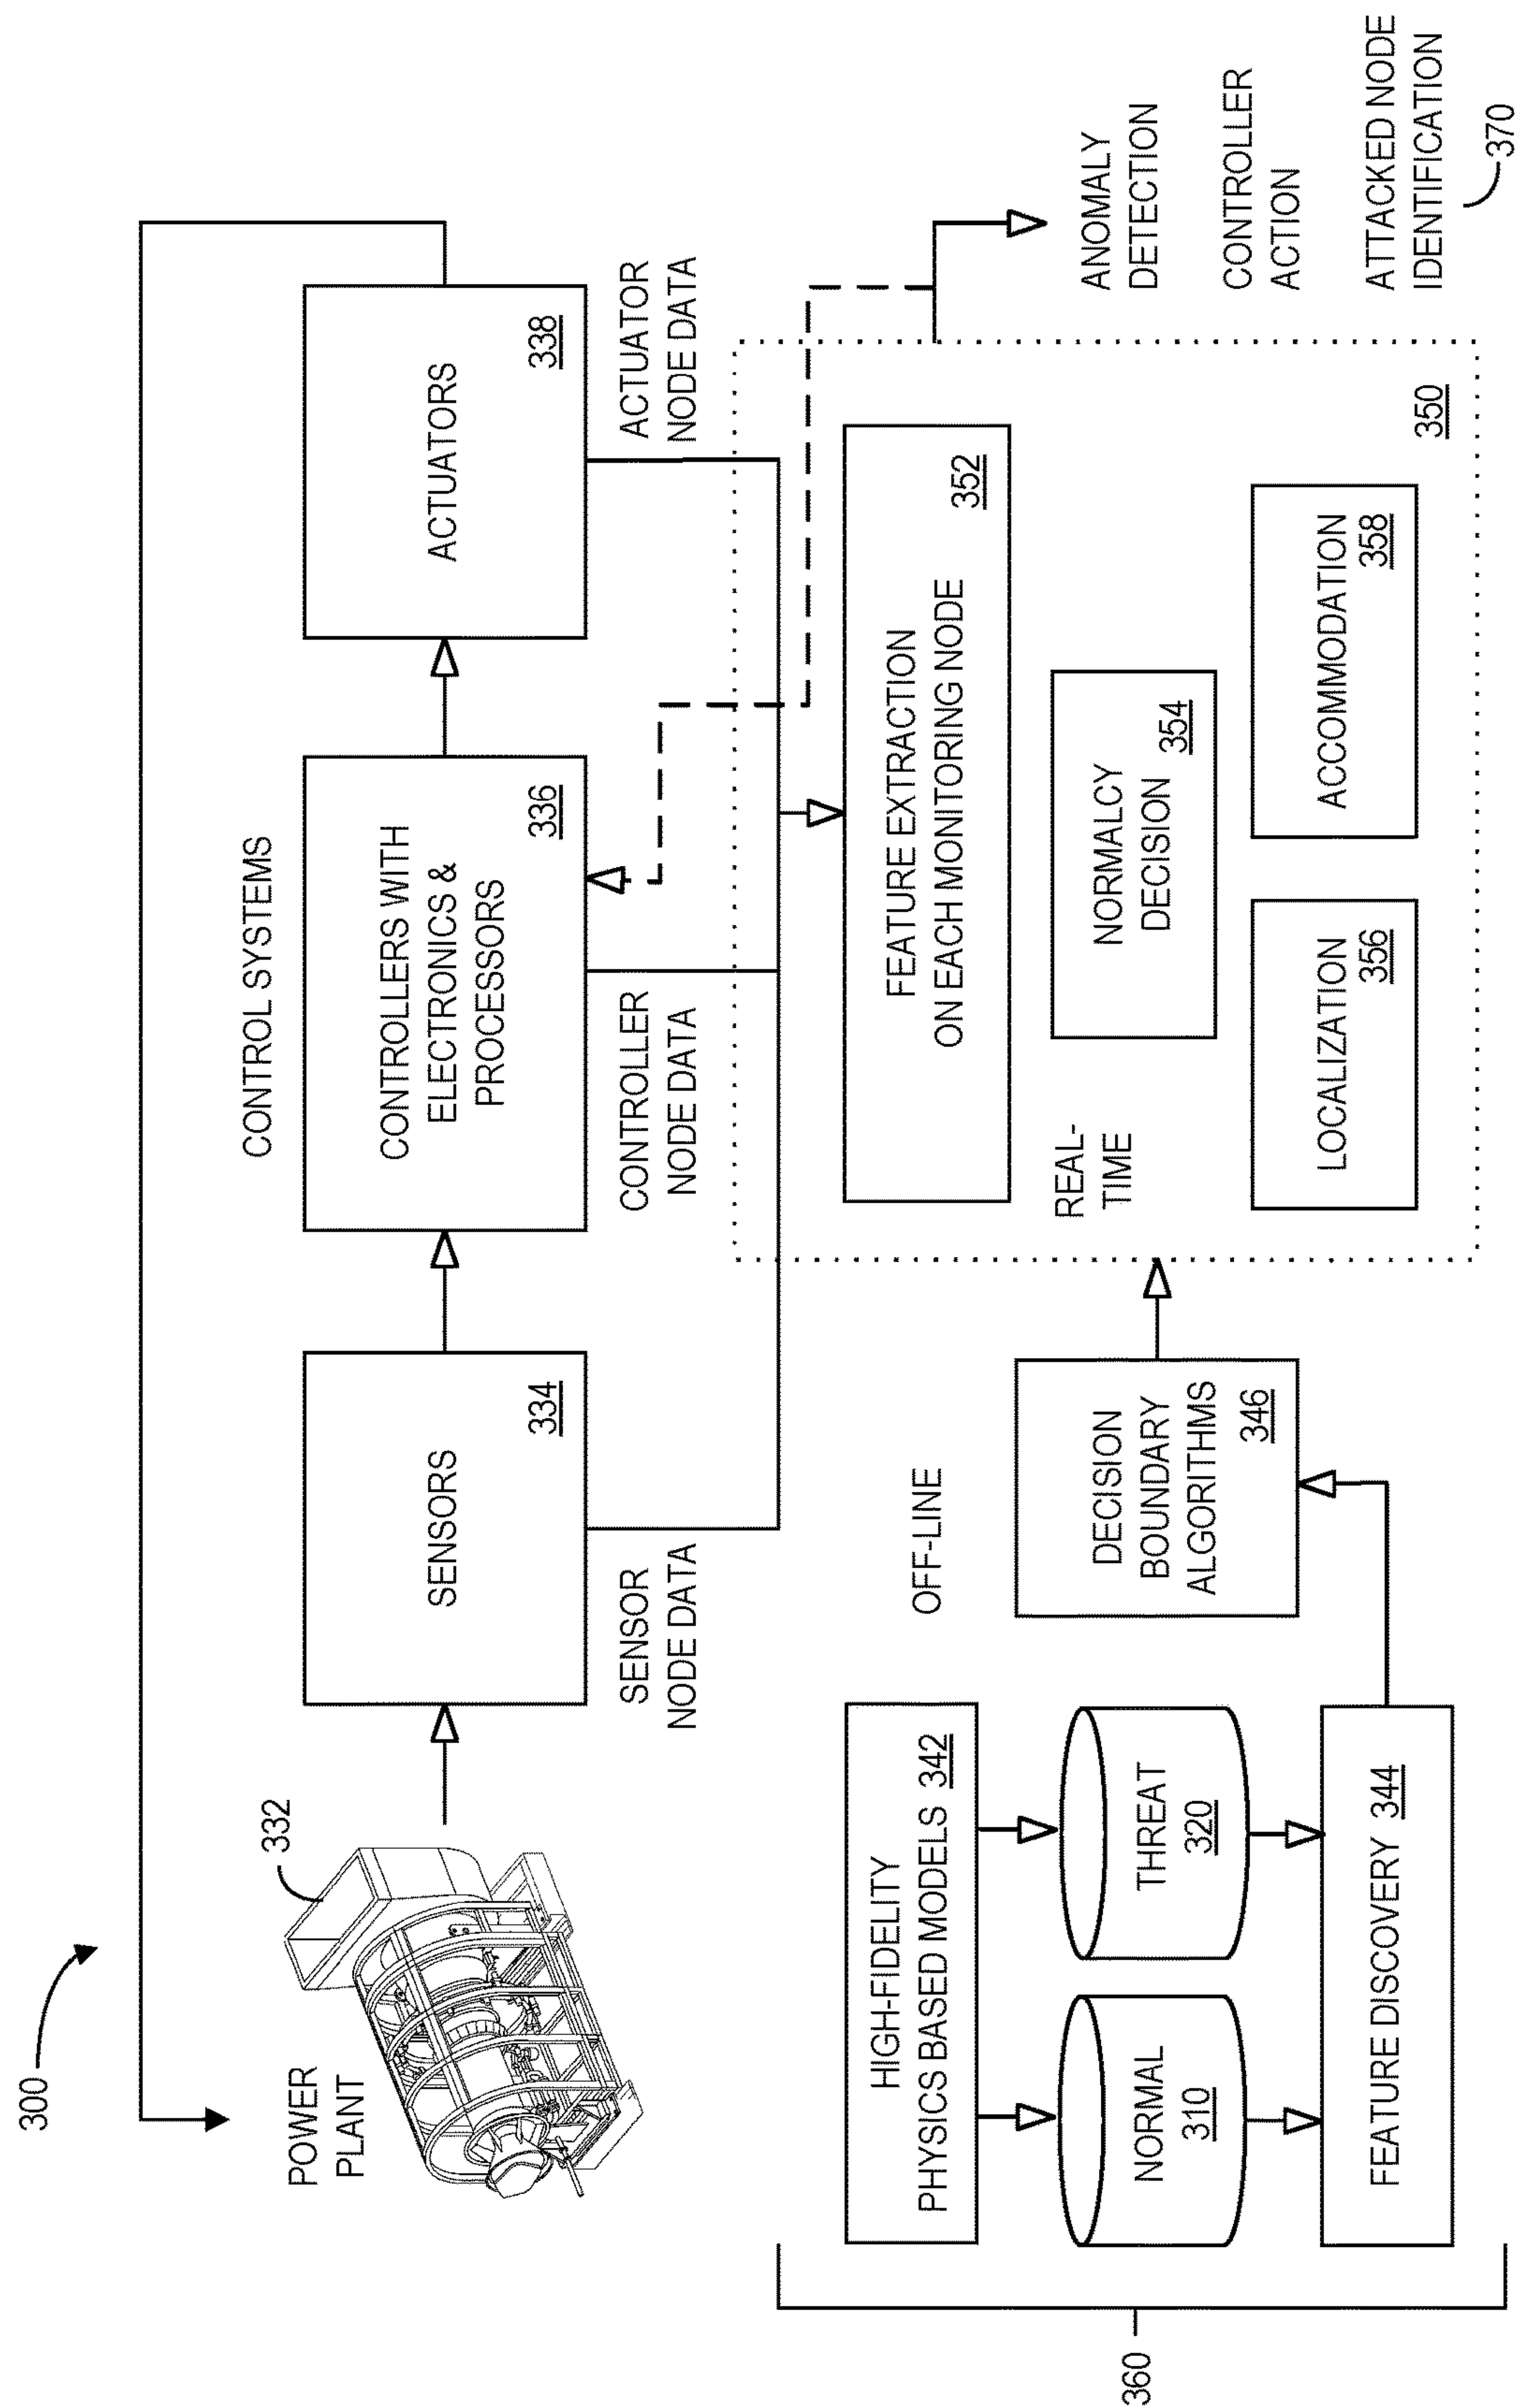 300
POWER
PLANT
332
CONTROL SYSTEMS
SENSORS
334
CONTROLLERS WITH
ELECTRONICS &
PROCESSORS
336
ACTUATORS
338
SENSOR
NODE DATA
CONTROLLER
NODE DATA
ACTUATOR
NODE DATA
360
HIGH-FIDELITY
PHYSICS BASED MODELS 342
NORMAL
310
THREAT
320
FEATURE DISCOVERY 344
OFF-LINE
DECISION
BOUNDARY
ALGORITHMS
346
FEATURE EXTRACTION
ON EACH MONITORING NODE
352
REAL-
TIME
NORMALCY
DECISION
354
LOCALIZATION
356
ACCOMMODATION
358
350
ANOMALY
DETECTION
CONTROLLER
ACTION
ATTACKED NODE
IDENTIFICATION
370